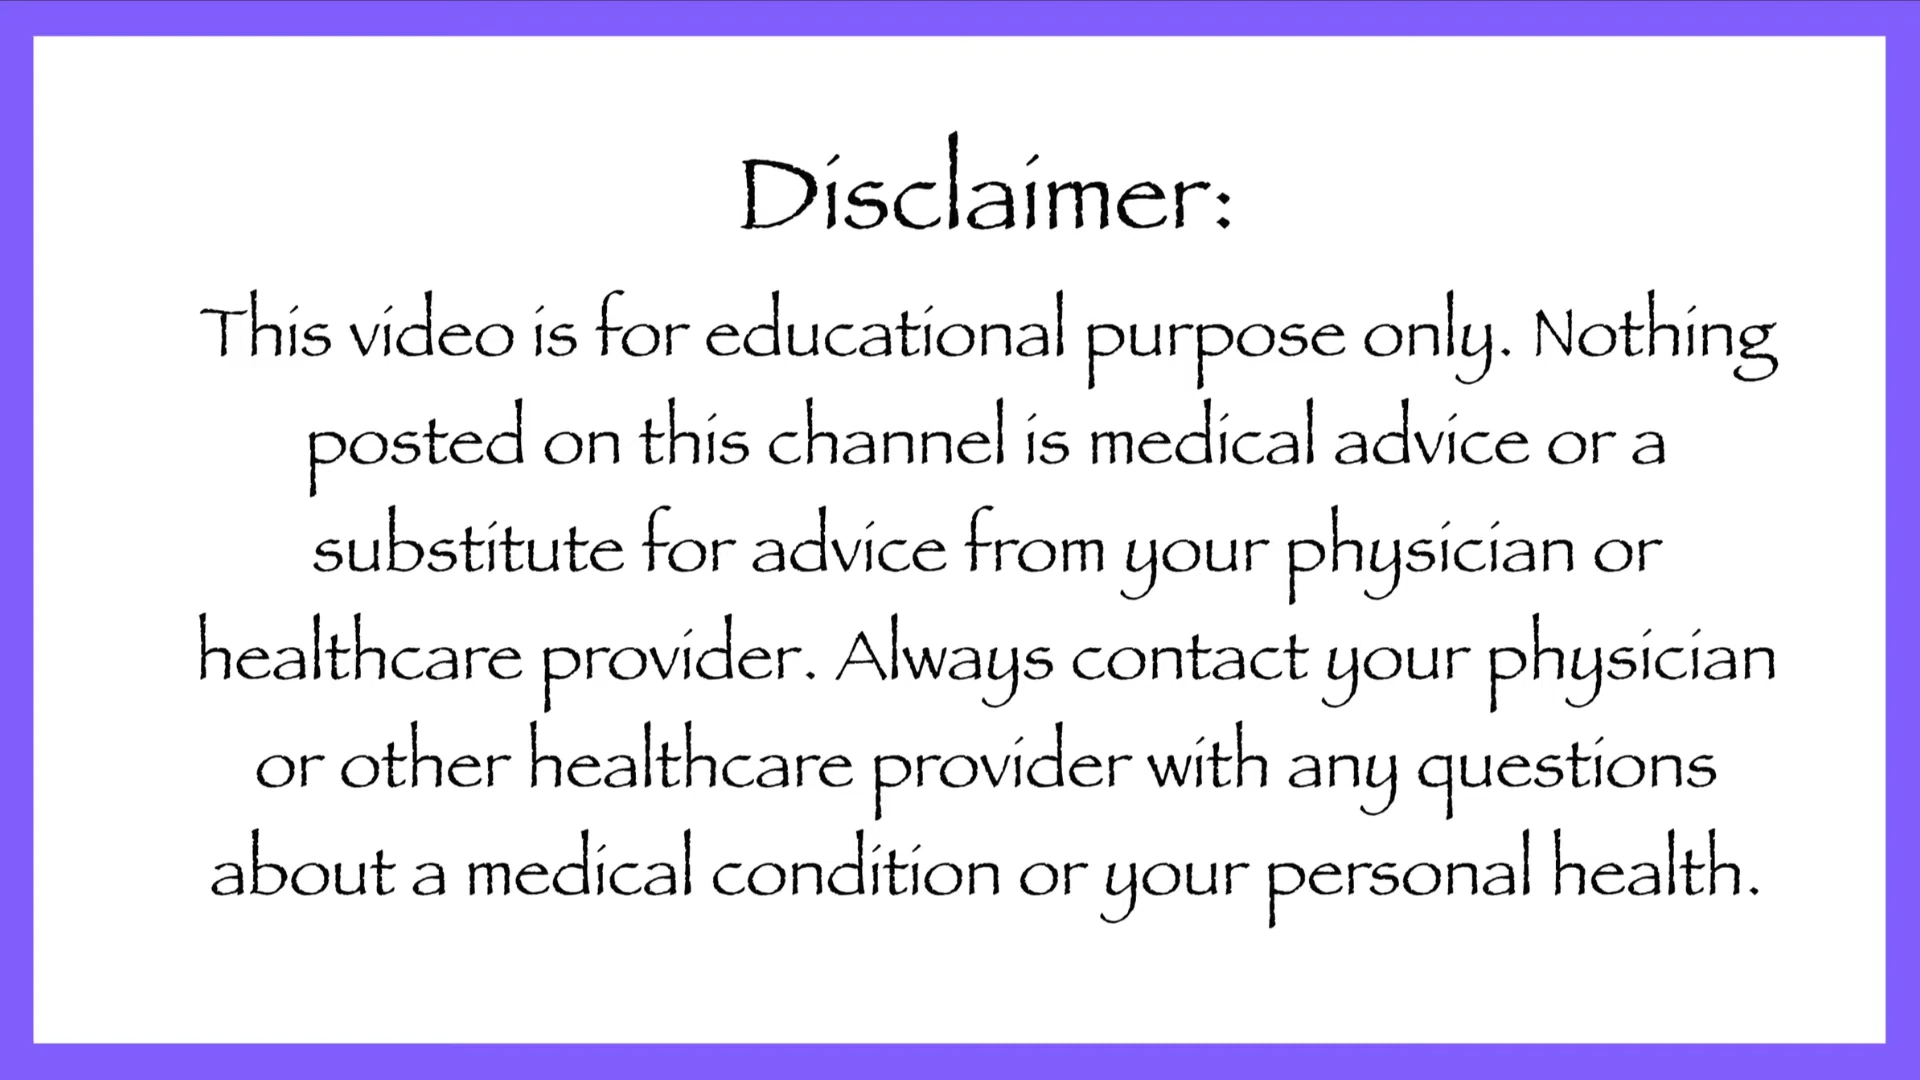 Disclaimer:
This video is for educational purpose only. Nothing
posted on this channel is medical advice or a
substitute for advice from your physician or
healthcare provider. Always contact your physician
or other healthcare provider with any questions
about a medical condition or your personal health.